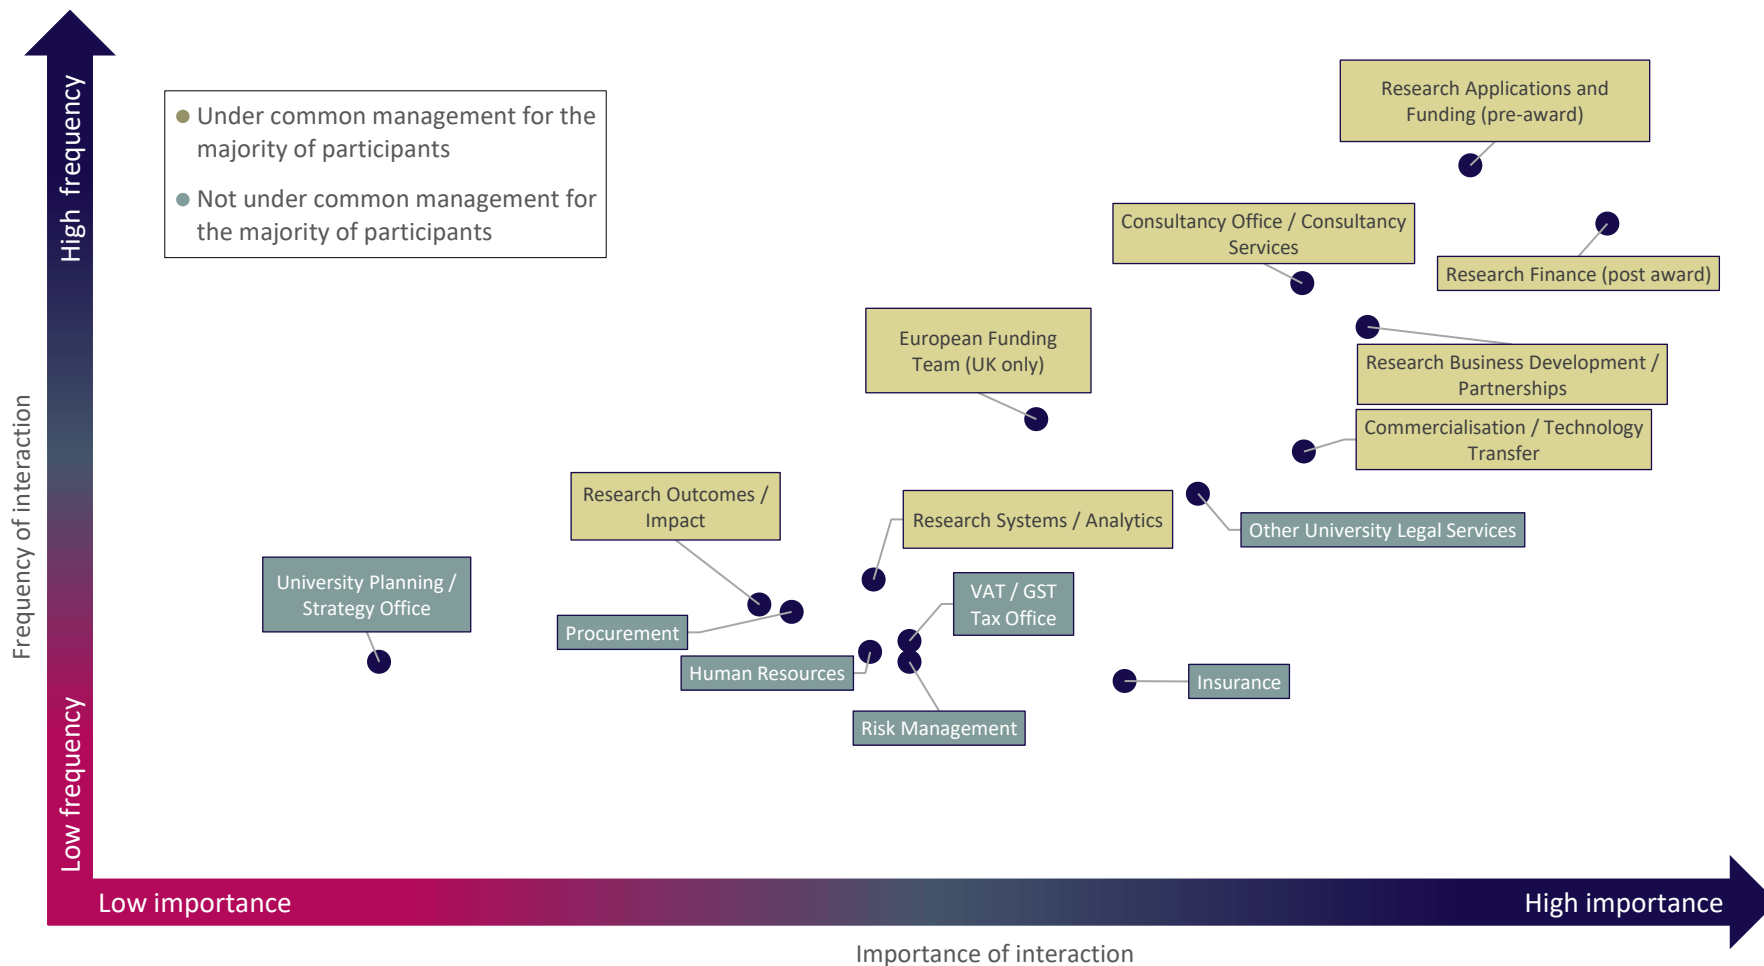 High frequency
Low frequency
Frequency of interaction
Under common management for the
majority of participants
Not under common management for
the majority of participants
Research Applications and
Funding (pre-award)
Consultancy Office / Consultancy
Services
Research Finance (post award)
European Funding
Team (UK only)
Research Business Development /
Partnerships
Commercialisation / Technology
Transfer
Research Outcomes /
Impact
Research Systems / Analytics
Other University Legal Services
University Planning /
Strategy Office
VAT / GST
Tax Office
Procurement
Human Resources
Insurance
Risk Management
Low importance
High importance
Importance of interaction